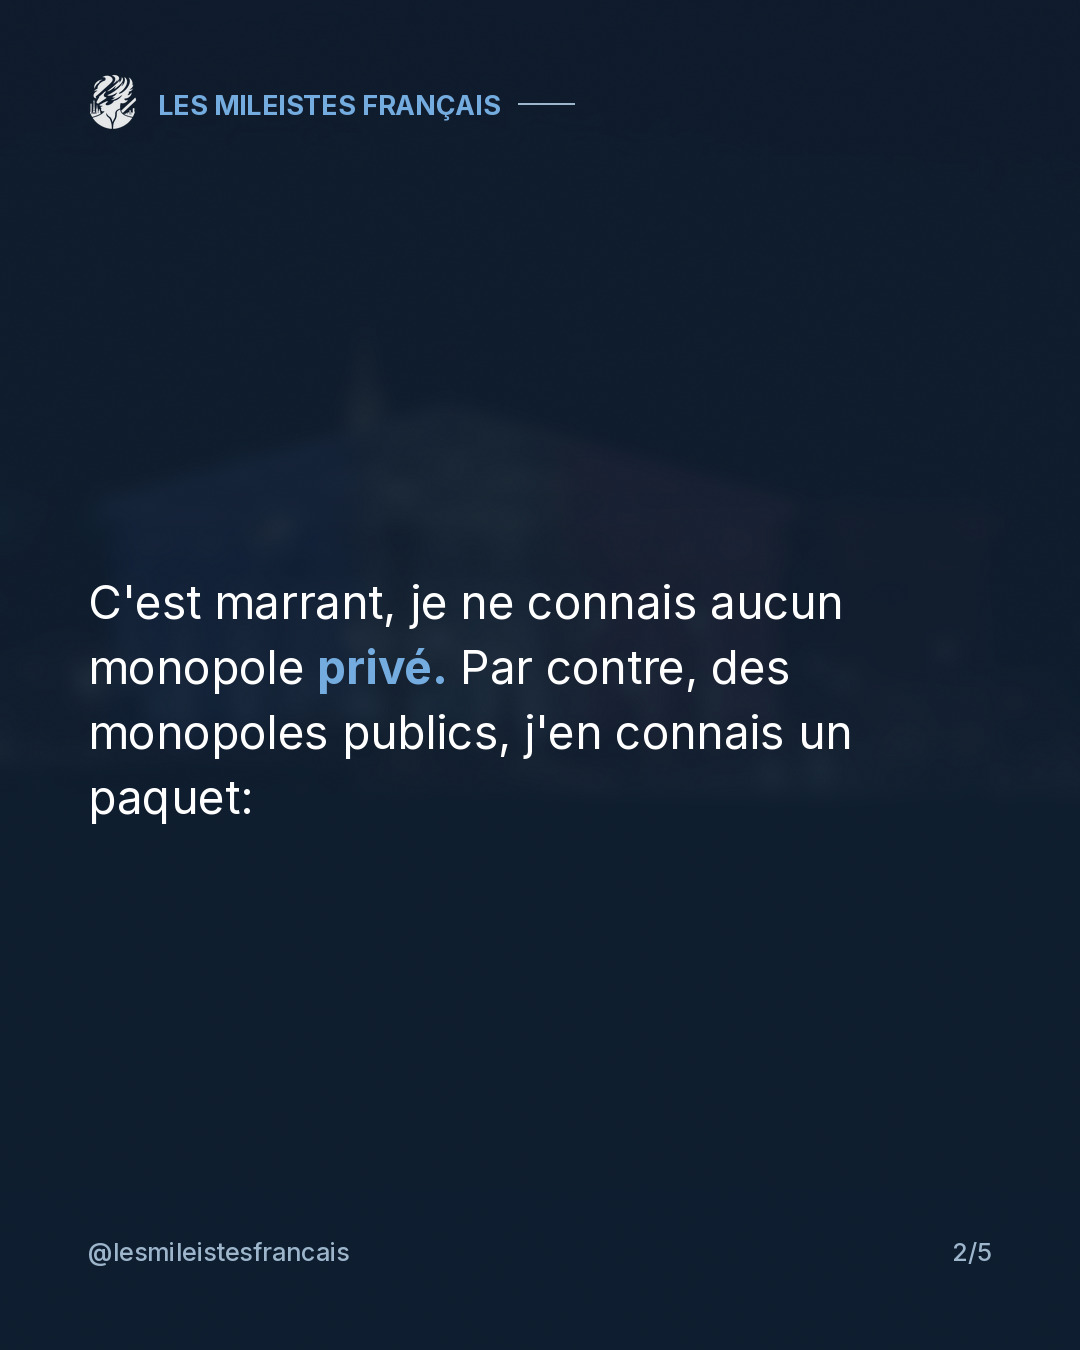 LES MILEISTES FRANÇAIS
C'est marrant, je ne connais aucun
monopole privé. Par contre, des
monopoles publics, j'en connais un
paquet:
@lesmileistesfrancais
2/5